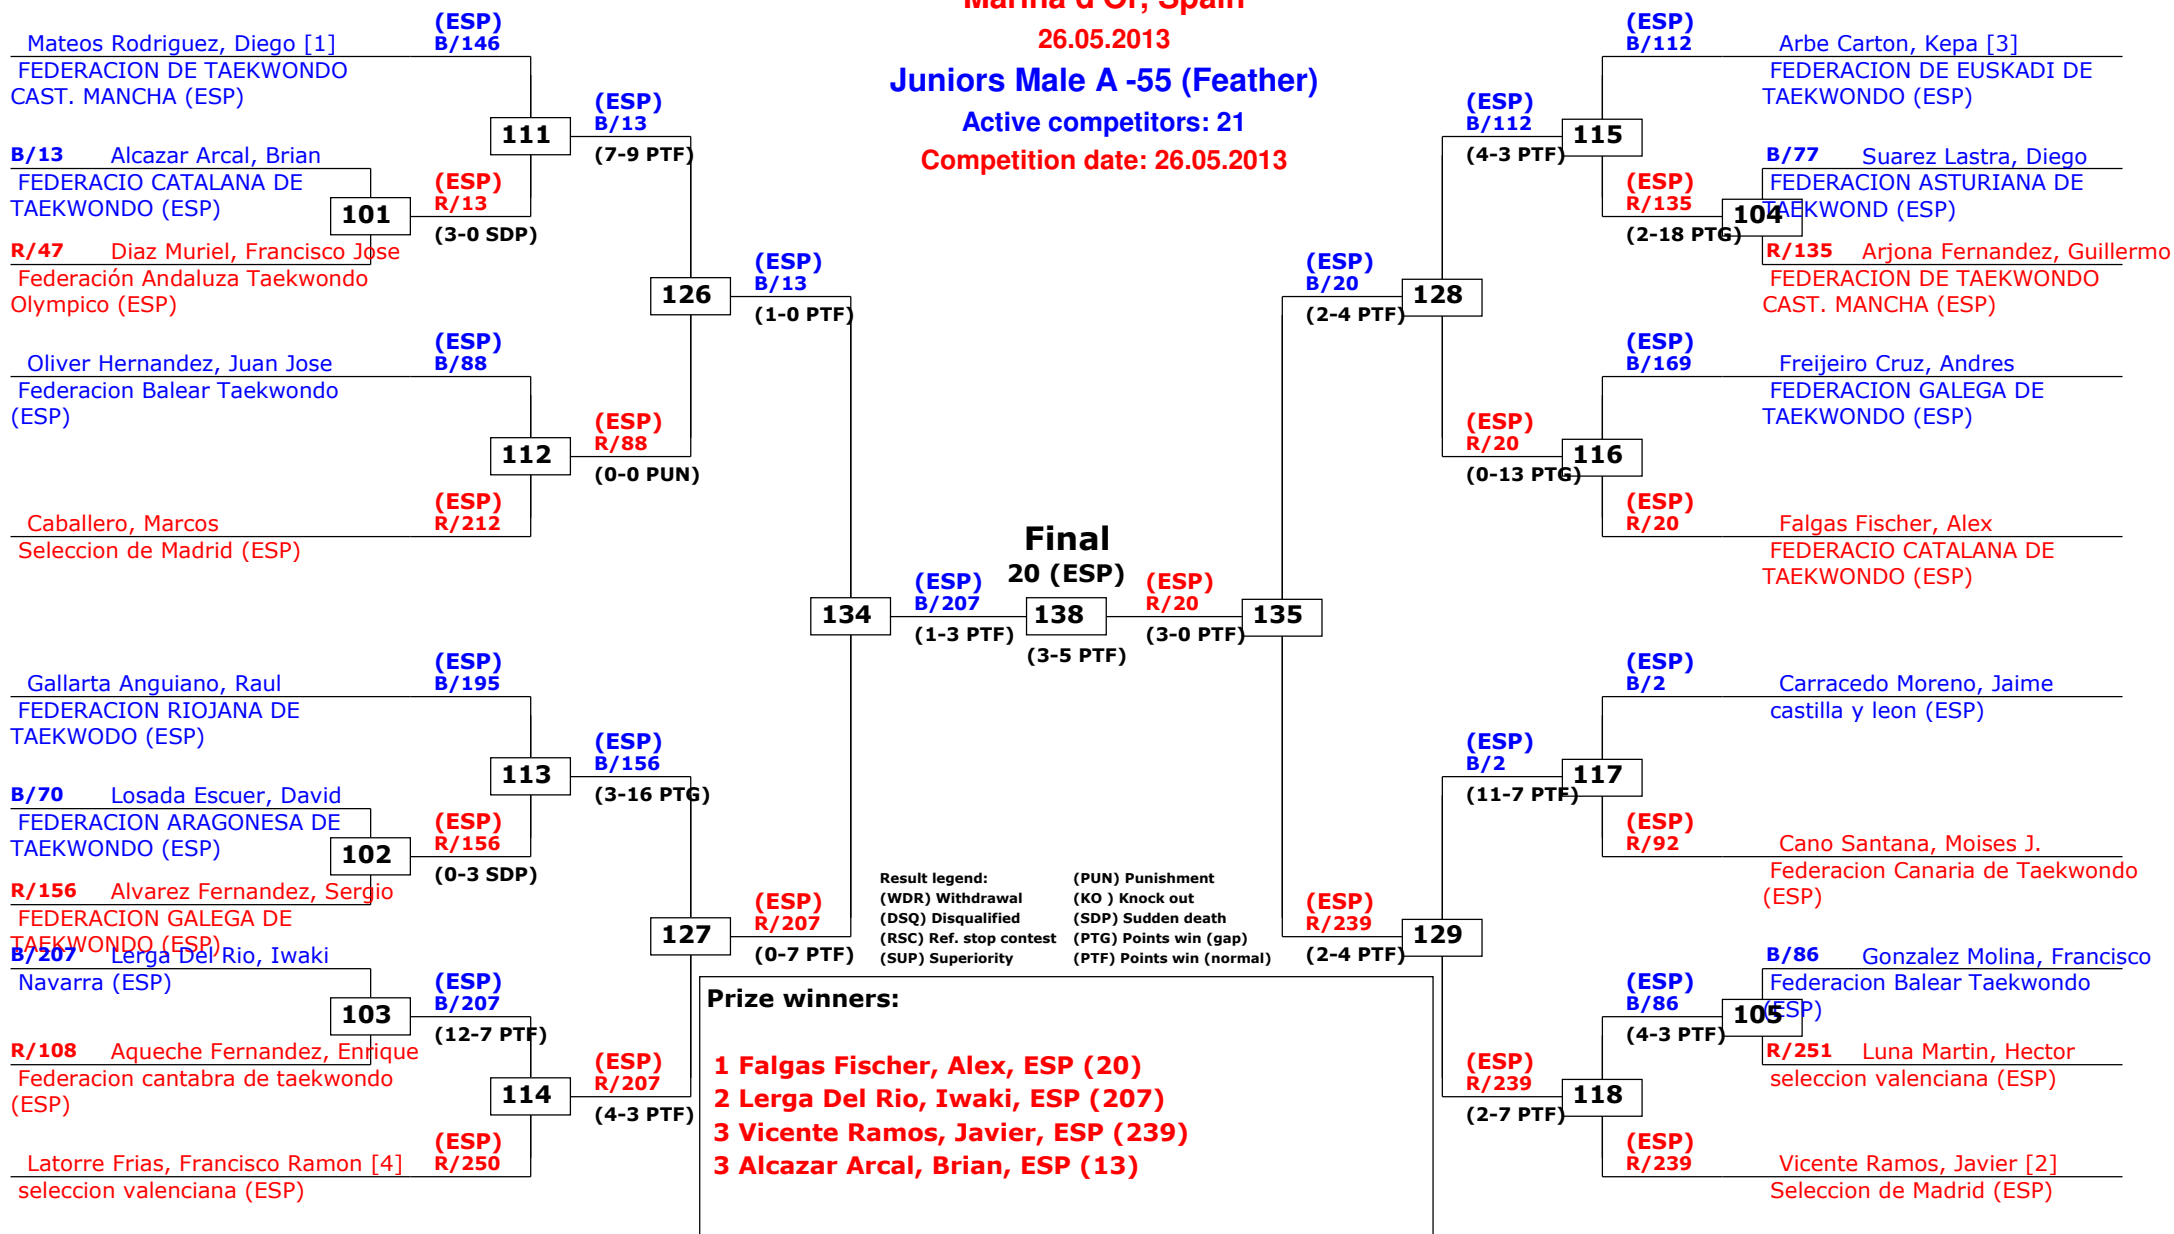 Marina d'Or, Spain
26.05.2013
Juniors Male A -55 (Feather)
Active competitors: 21
Competition date: 26.05.2013
Mateos Rodriguez, Diego [1]
FEDERACION DE TAEKWONDO
CAST. MANCHA (ESP)
(ESP)
B/146
B/13 Alcazar Arcal, Brian
FEDERACIO CATALANA DE
TAEKWONDO (ESP)
R/47 Diaz Muriel, Francisco Jose
Federación Andaluza Taekwondo
Olympico (ESP)
101
(ESP)
R/13
(3-0 SDP)
111
(ESP)
B/13
(7-9 PTF)
Oliver Hernandez, Juan Jose
Federacion Balear Taekwondo
(ESP)
(ESP)
B/88
Caballero, Marcos
Seleccion de Madrid (ESP)
(ESP)
R/212
112
(ESP)
R/88
(0-0 PUN)
126
(ESP)
B/13
(1-0 PTF)
Gallarta Anguiano, Raul
FEDERACION RIOJANA DE
TAEKWODO (ESP)
(ESP)
B/195
B/70 Losada Escuer, David
FEDERACION ARAGONESA DE
TAEKWONDO (ESP)
R/156 Alvarez Fernandez, Sergio
FEDERACION GALEGA DE
TAEKWONDO (ESP)
102
(ESP)
R/156
(0-3 SDP)
113
(ESP)
B/156
(3-16 PTG)
B/207 Lerga Del Rio, Iwaki
Navarra (ESP)
R/108 Aqueche Fernandez, Enrique
Federacion cantabra de taekwondo
(ESP)
103
(ESP)
B/207
(12-7 PTF)
Latorre Frias, Francisco Ramon [4]
seleccion valenciana (ESP)
(ESP)
R/250
114
(ESP)
R/207
(4-3 PTF)
127
(ESP)
R/207
(0-7 PTF)
134
(ESP)
B/207
(1-3 PTF)
Final
20 (ESP)
138
(3-5 PTF)
(ESP)
R/20
(3-0 PTF)
135
(ESP)
B/20
(2-4 PTF)
128
(ESP)
B/112
(4-3 PTF)
115
(ESP)
B/112
Arbe Carton, Kepa [3]
FEDERACION DE EUSKADI DE
TAEKWONDO (ESP)
(ESP)
R/135
(2-18 PTG)
104
B/77 Suarez Lastra, Diego
FEDERACION ASTURIANA DE
TAEKWOND (ESP)
R/135 Arjona Fernandez, Guillermo
FEDERACION DE TAEKWONDO
CAST. MANCHA (ESP)
(ESP)
R/20
(0-13 PTG)
116
(ESP)
B/169
Freijeiro Cruz, Andres
FEDERACION GALEGA DE
TAEKWONDO (ESP)
(ESP)
R/20
Falgas Fischer, Alex
FEDERACIO CATALANA DE
TAEKWONDO (ESP)
(ESP)
R/239
(2-4 PTF)
129
(ESP)
B/2
(11-7 PTF)
117
(ESP)
B/2
Carracedo Moreno, Jaime
castilla y leon (ESP)
(ESP)
R/92
Cano Santana, Moises J.
Federacion Canaria de Taekwondo
(ESP)
(ESP)
R/239
(2-7 PTF)
118
(ESP)
B/86
(4-3 PTF)
105
B/86 Gonzalez Molina, Francisco
Federacion Balear Taekwondo
(ESP)
R/251 Luna Martin, Hector
seleccion valenciana (ESP)
(ESP)
R/239
Vicente Ramos, Javier [2]
Seleccion de Madrid (ESP)
Result legend: (PUN) Punishment
(WDR) Withdrawal (KO ) Knock out
(DSQ) Disqualified (SDP) Sudden death
(RSC) Ref. stop contest (PTG) Points win (gap)
(SUP) Superiority (PTF) Points win (normal)
Prize winners:
1 Falgas Fischer, Alex, ESP (20)
2 Lerga Del Rio, Iwaki, ESP (207)
3 Vicente Ramos, Javier, ESP (239)
3 Alcazar Arcal, Brian, ESP (13)